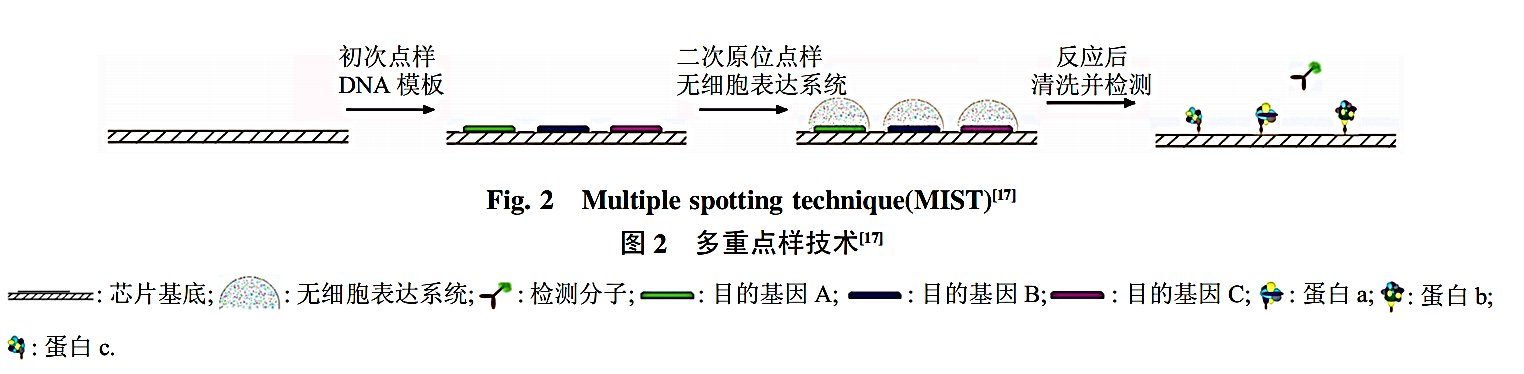 初次点样
DNA 模板
二次原位点样
无细胞表达系统
反应后
清洗并检测
Fig. 2 Multiple spotting technique(MIST)[17]
图 2 多重点样技术[17]
: 芯片基底; : 无细胞表达系统; : 检测分子; : 目的基因 A; : 目的基因 B; : 目的基因 C; : 蛋白 a; : 蛋白 b;
: 蛋白 c.